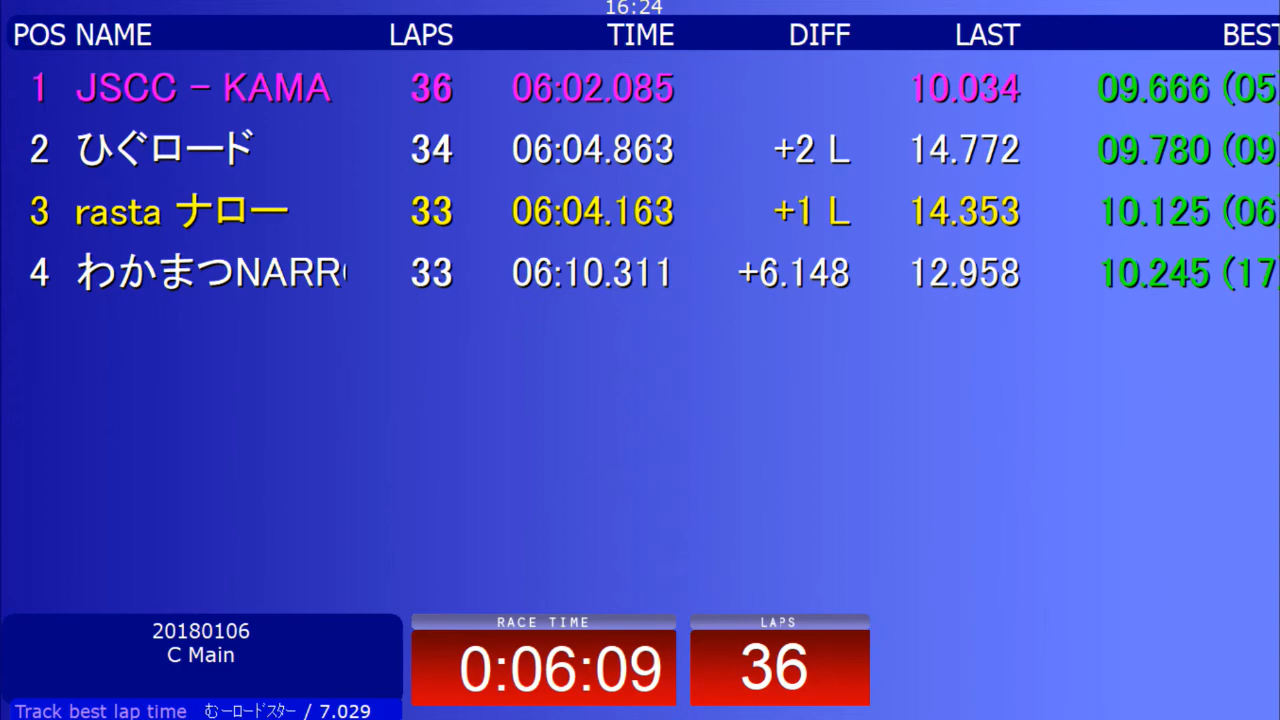 16:24
POS NAME LAPS TIME DIFF LAST BEST
1 JSCC - KAMA 36 06:02.085 10.034 09.666 (05
2 ひぐロード 34 06:04.863 +2 L 14.772 09.780 (09
3 rasta ナロー 33 06:04.163 +1 L 14.353 10.125 (06
4 わかまつNARR 33 06:10.311 +6.148 12.958 10.245 (17
20180106
C Main
Track best lap time むーロードスター / 7.029
RACE TIME
0:06:09
LAPS
36